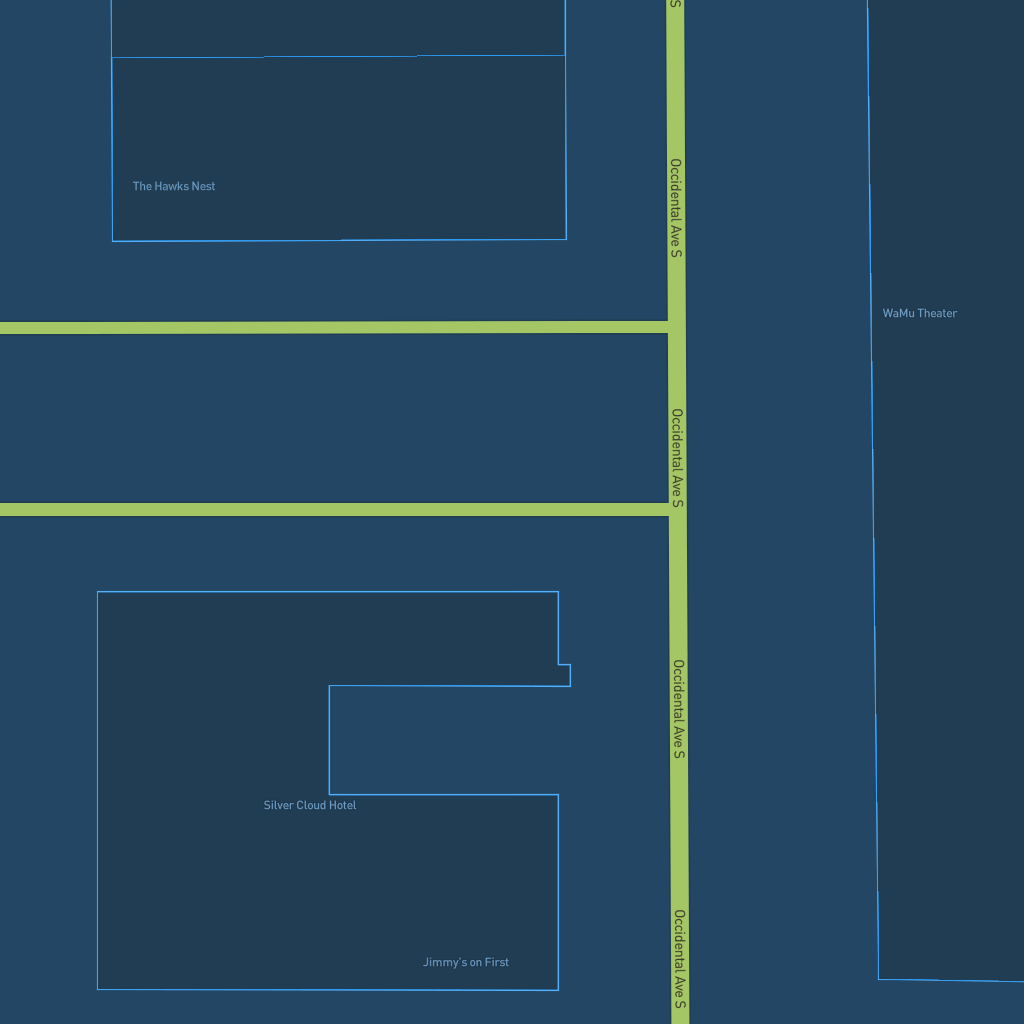 S
Occidental Ave S
The Hawks Nest
WaMu Theater
Occidental Ave S
Occidental Ave S
Silver Cloud Hotel
Jimmy's on First
Occidental Ave S